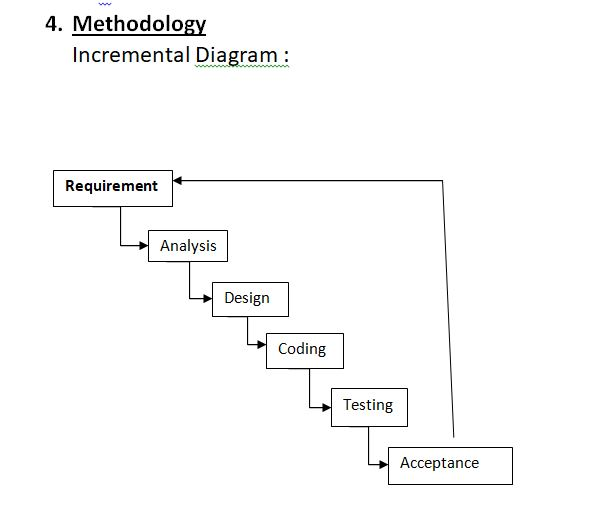 4. Methodology
Incremental Diagram :
Requirement
Analysis
Design
Coding
Testing
Acceptance